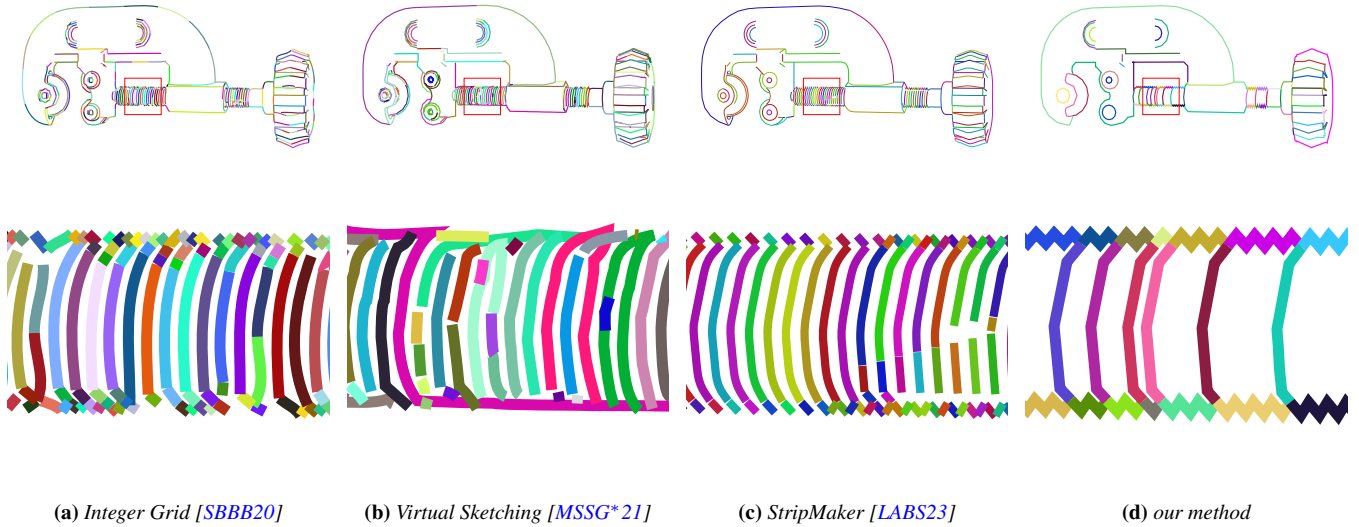 (a) Integer Grid [SBBB20]
(b) Virtual Sketching [MSSG*21]
(c) StripMaker [LABS23]
(d) our method